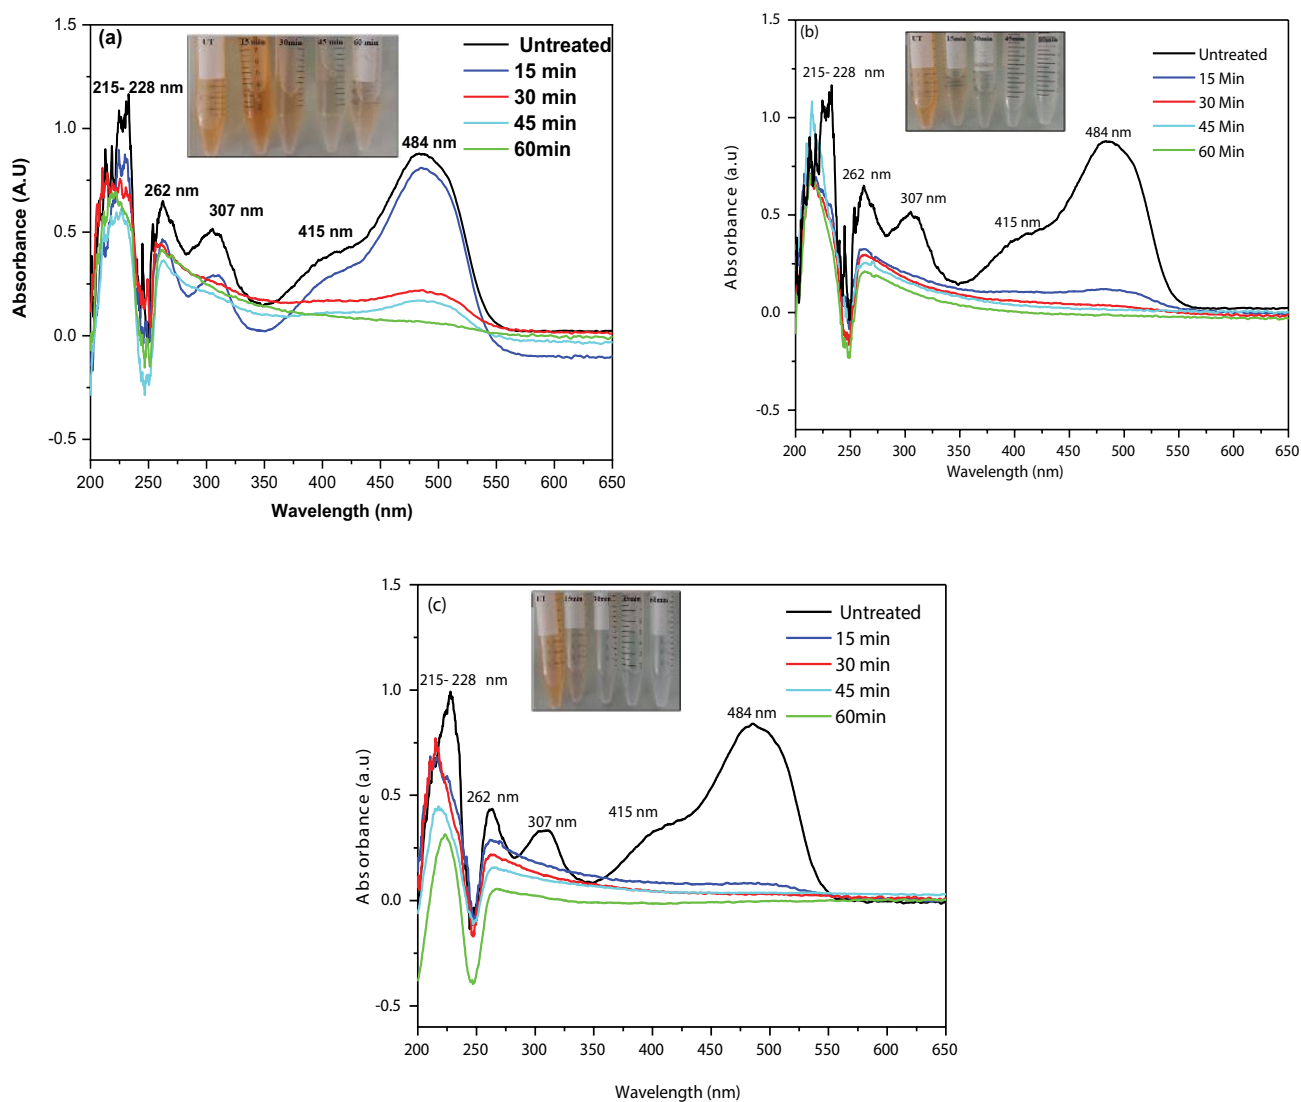 (a)
UT 15 min 30min 45 min 60 min
Untreated
15 min
30 min
45 min
60min
215- 228 nm
262 nm
307 nm
415 nm
484 nm
1.5
1.0
0.5
0.0
-0.5
Absorbance (A.U)
200 250 300 350 400 450 500 550 600 650
Wavelength (nm)
(b)
UT 15min 30min 45min
Untreated
15 Min
30 Min
45 Min
60 Min
215- 228 nm
262 nm
307 nm
415 nm
484 nm
1.5
1.0
0.5
0.0
-0.5
Absorbance (a.u)
200 250 300 350 400 450 500 550 600 650
Wavelength (nm)
(c)
UT 15min 30min 45min 60min
Untreated
15 min
30 min
45 min
60min
215- 228 nm
262 nm
307 nm
415 nm
484 nm
1.5
1.0
0.5
0.0
-0.5
Absorbance (a.u)
200 250 300 350 400 450 500 550 600 650
Wavelength (nm)